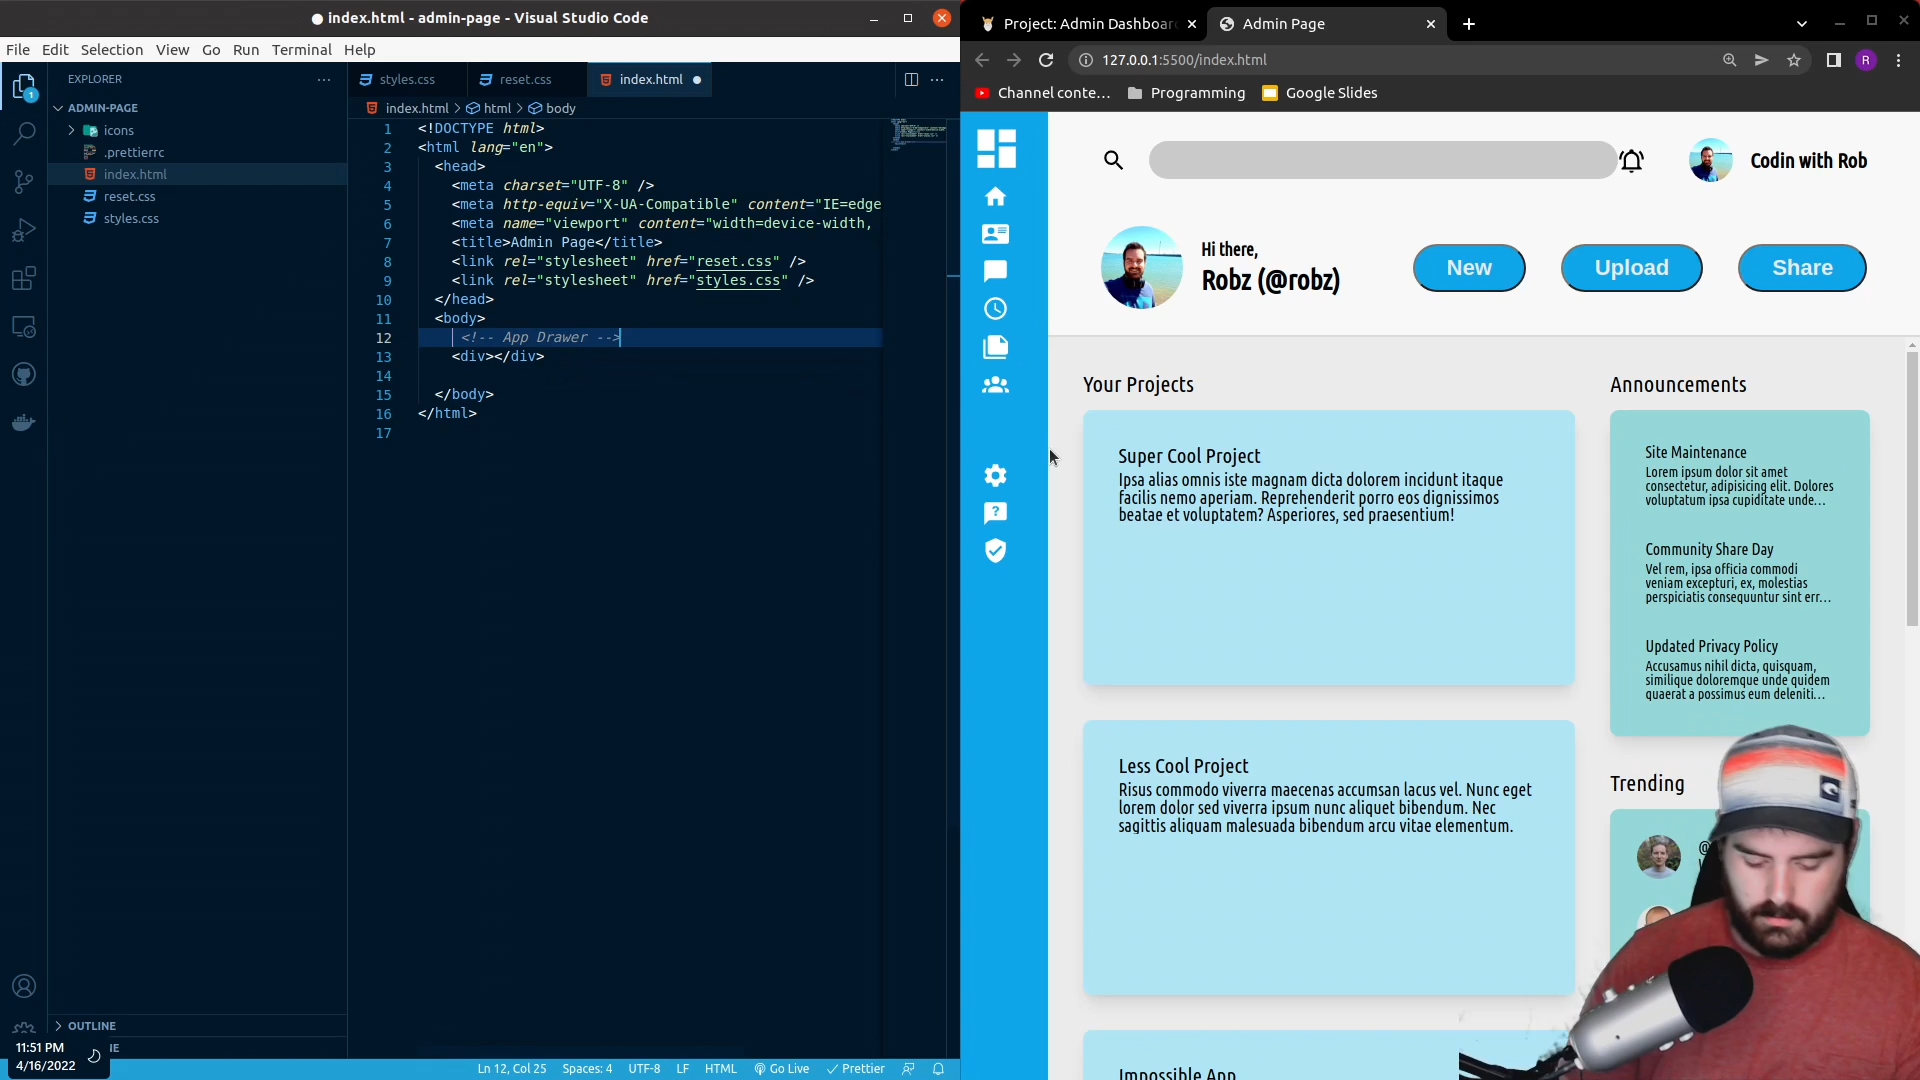 index.html - admin-page - Visual Studio Code
File Edit Selection View Go Run Terminal Help
EXPLORER
ADMIN-PAGE
icons
.prettierrc
index.html
reset.css
styles.css
OUTLINE
11:51 PM
4/16/2022
1
styles.css reset.css index.html
index.html > html > body
1 <!DOCTYPE html>
2 <html lang="en">
3 <head>
4 <meta charset="UTF-8" />
5 <meta http-equiv="X-UA-Compatible" content="IE=edge
6 <meta name="viewport" content="width=device-width,
7 <title>Admin Page</title>
8 <link rel="stylesheet" href="reset.css" />
9 <link rel="stylesheet" href="styles.css" />
10 </head>
11 <body>
12 <!-- App Drawer -->
13 <div></div>
14
15 </body>
16 </html>
17
Ln 12, Col 25 Spaces: 4 UTF-8 LF HTML Go Live Prettier
Project: Admin Dashboar Admin Page
127.0.0.1:5500/index.html
R
Channel conte... Programming Google Slides
Codin with Rob
Hi there,
Robz (@robz)
New Upload Share
Your Projects
Super Cool Project
Ipsa alias omnis iste magnam dicta dolorem incidunt itaque
facilis nemo aperiam. Reprehenderit porro eos dignissimos
beatae et voluptatem? Asperiores, sed praesentium!
Less Cool Project
Risus commodo viverra maecenas accumsan lacus vel. Nunc eget
lorem dolor sed viverra ipsum nunc aliquet bibendum. Nec
sagittis aliquam malesuada bibendum arcu vitae elementum.
Impossible App
Announcements
Site Maintenance
Lorem ipsum dolor sit amet
consectetur, adipisicing elit. Dolores
voluptatum ipsa cupiditate unde...
Community Share Day
Vel rem, ipsa officia commodi
veniam excepturi, ex, molestias
perspiciatis consequuntur sint err...
Updated Privacy Policy
Accusamus nihil dicta, quisquam,
similique doloremque unde quidem
quaerat a possimus eum deleniti...
Trending